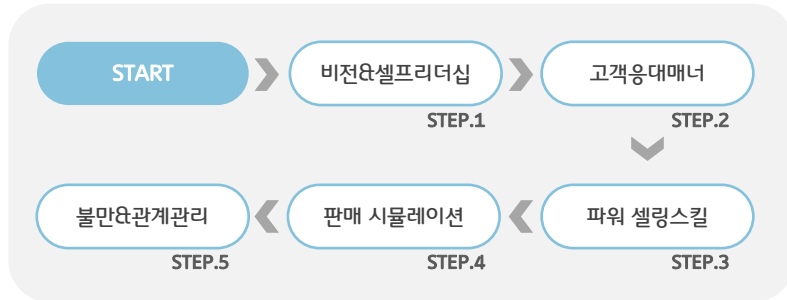 START
비전&셀프리더십
STEP.1
고객응대매너
STEP.2
파워 셀링스킬
STEP.3
판매 시뮬레이션
STEP.4
불만&관계관리
STEP.5